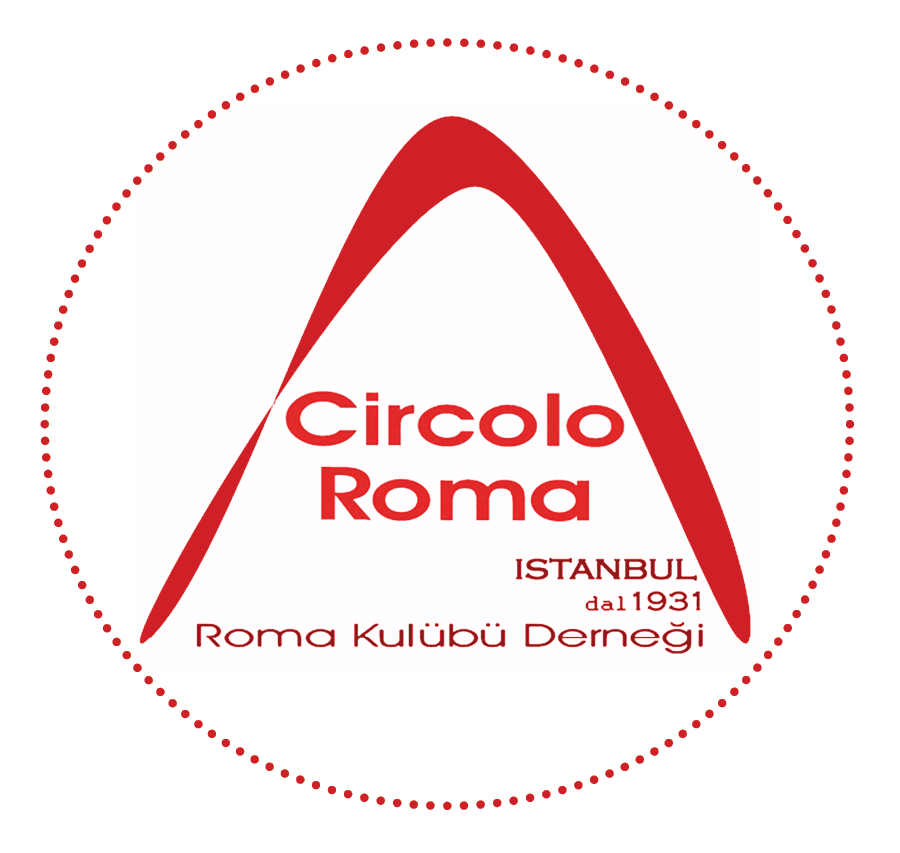 Circolo
Roma
ISTANBUL
dal 1931
Roma Kulübü Derneği